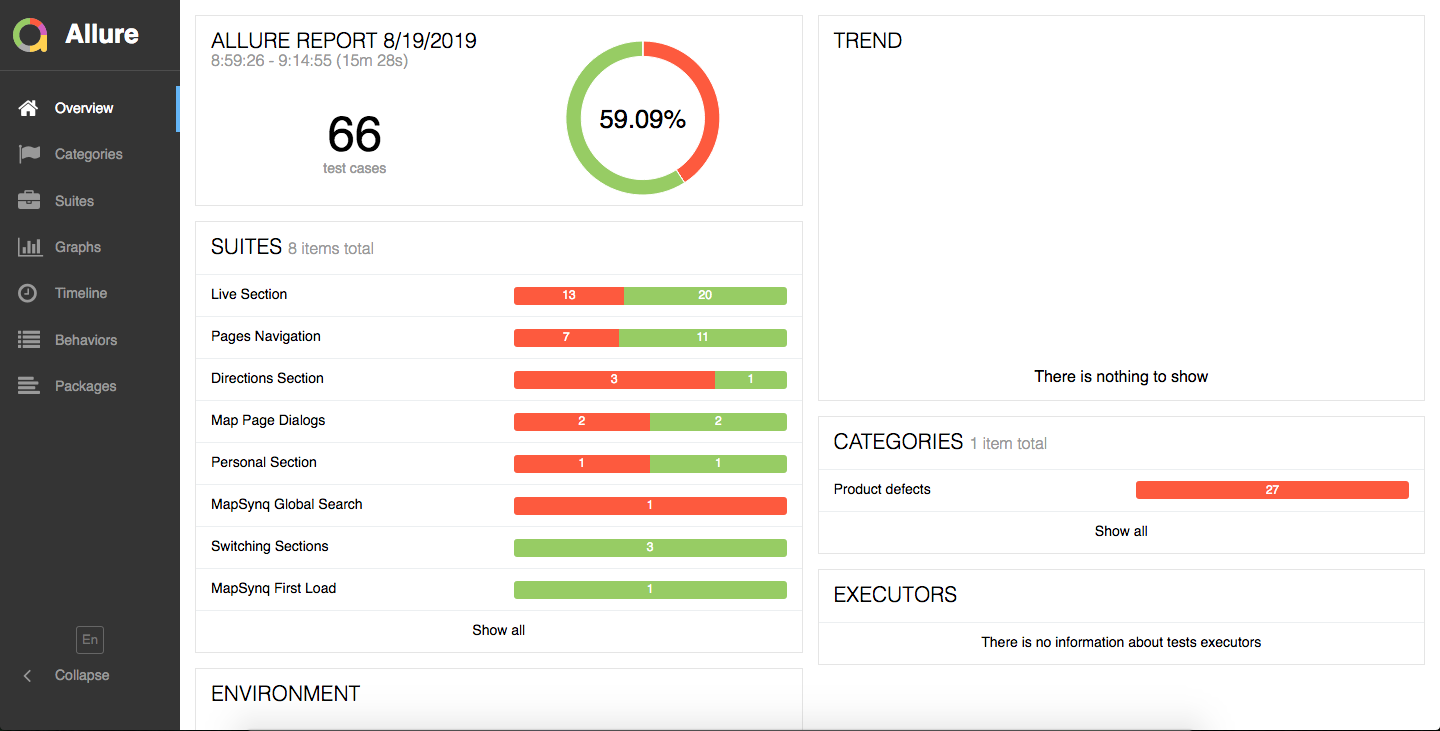 Allure
Overview
Categories
Suites
Graphs
Timeline
Behaviors
Packages
En
Collapse
ALLURE REPORT 8/19/2019
8:59:26 - 9:14:55 (15m 28s)
66
test cases
59.09%
SUITES 8 items total
Live Section 13 20
Pages Navigation 7 11
Directions Section 3 1
Map Page Dialogs 2 2
Personal Section 1 1
MapSynq Global Search 1
Switching Sections 3
MapSynq First Load 1
Show all
ENVIRONMENT
TREND
There is nothing to show
CATEGORIES 1 item total
Product defects 27
Show all
EXECUTORS
There is no information about tests executors